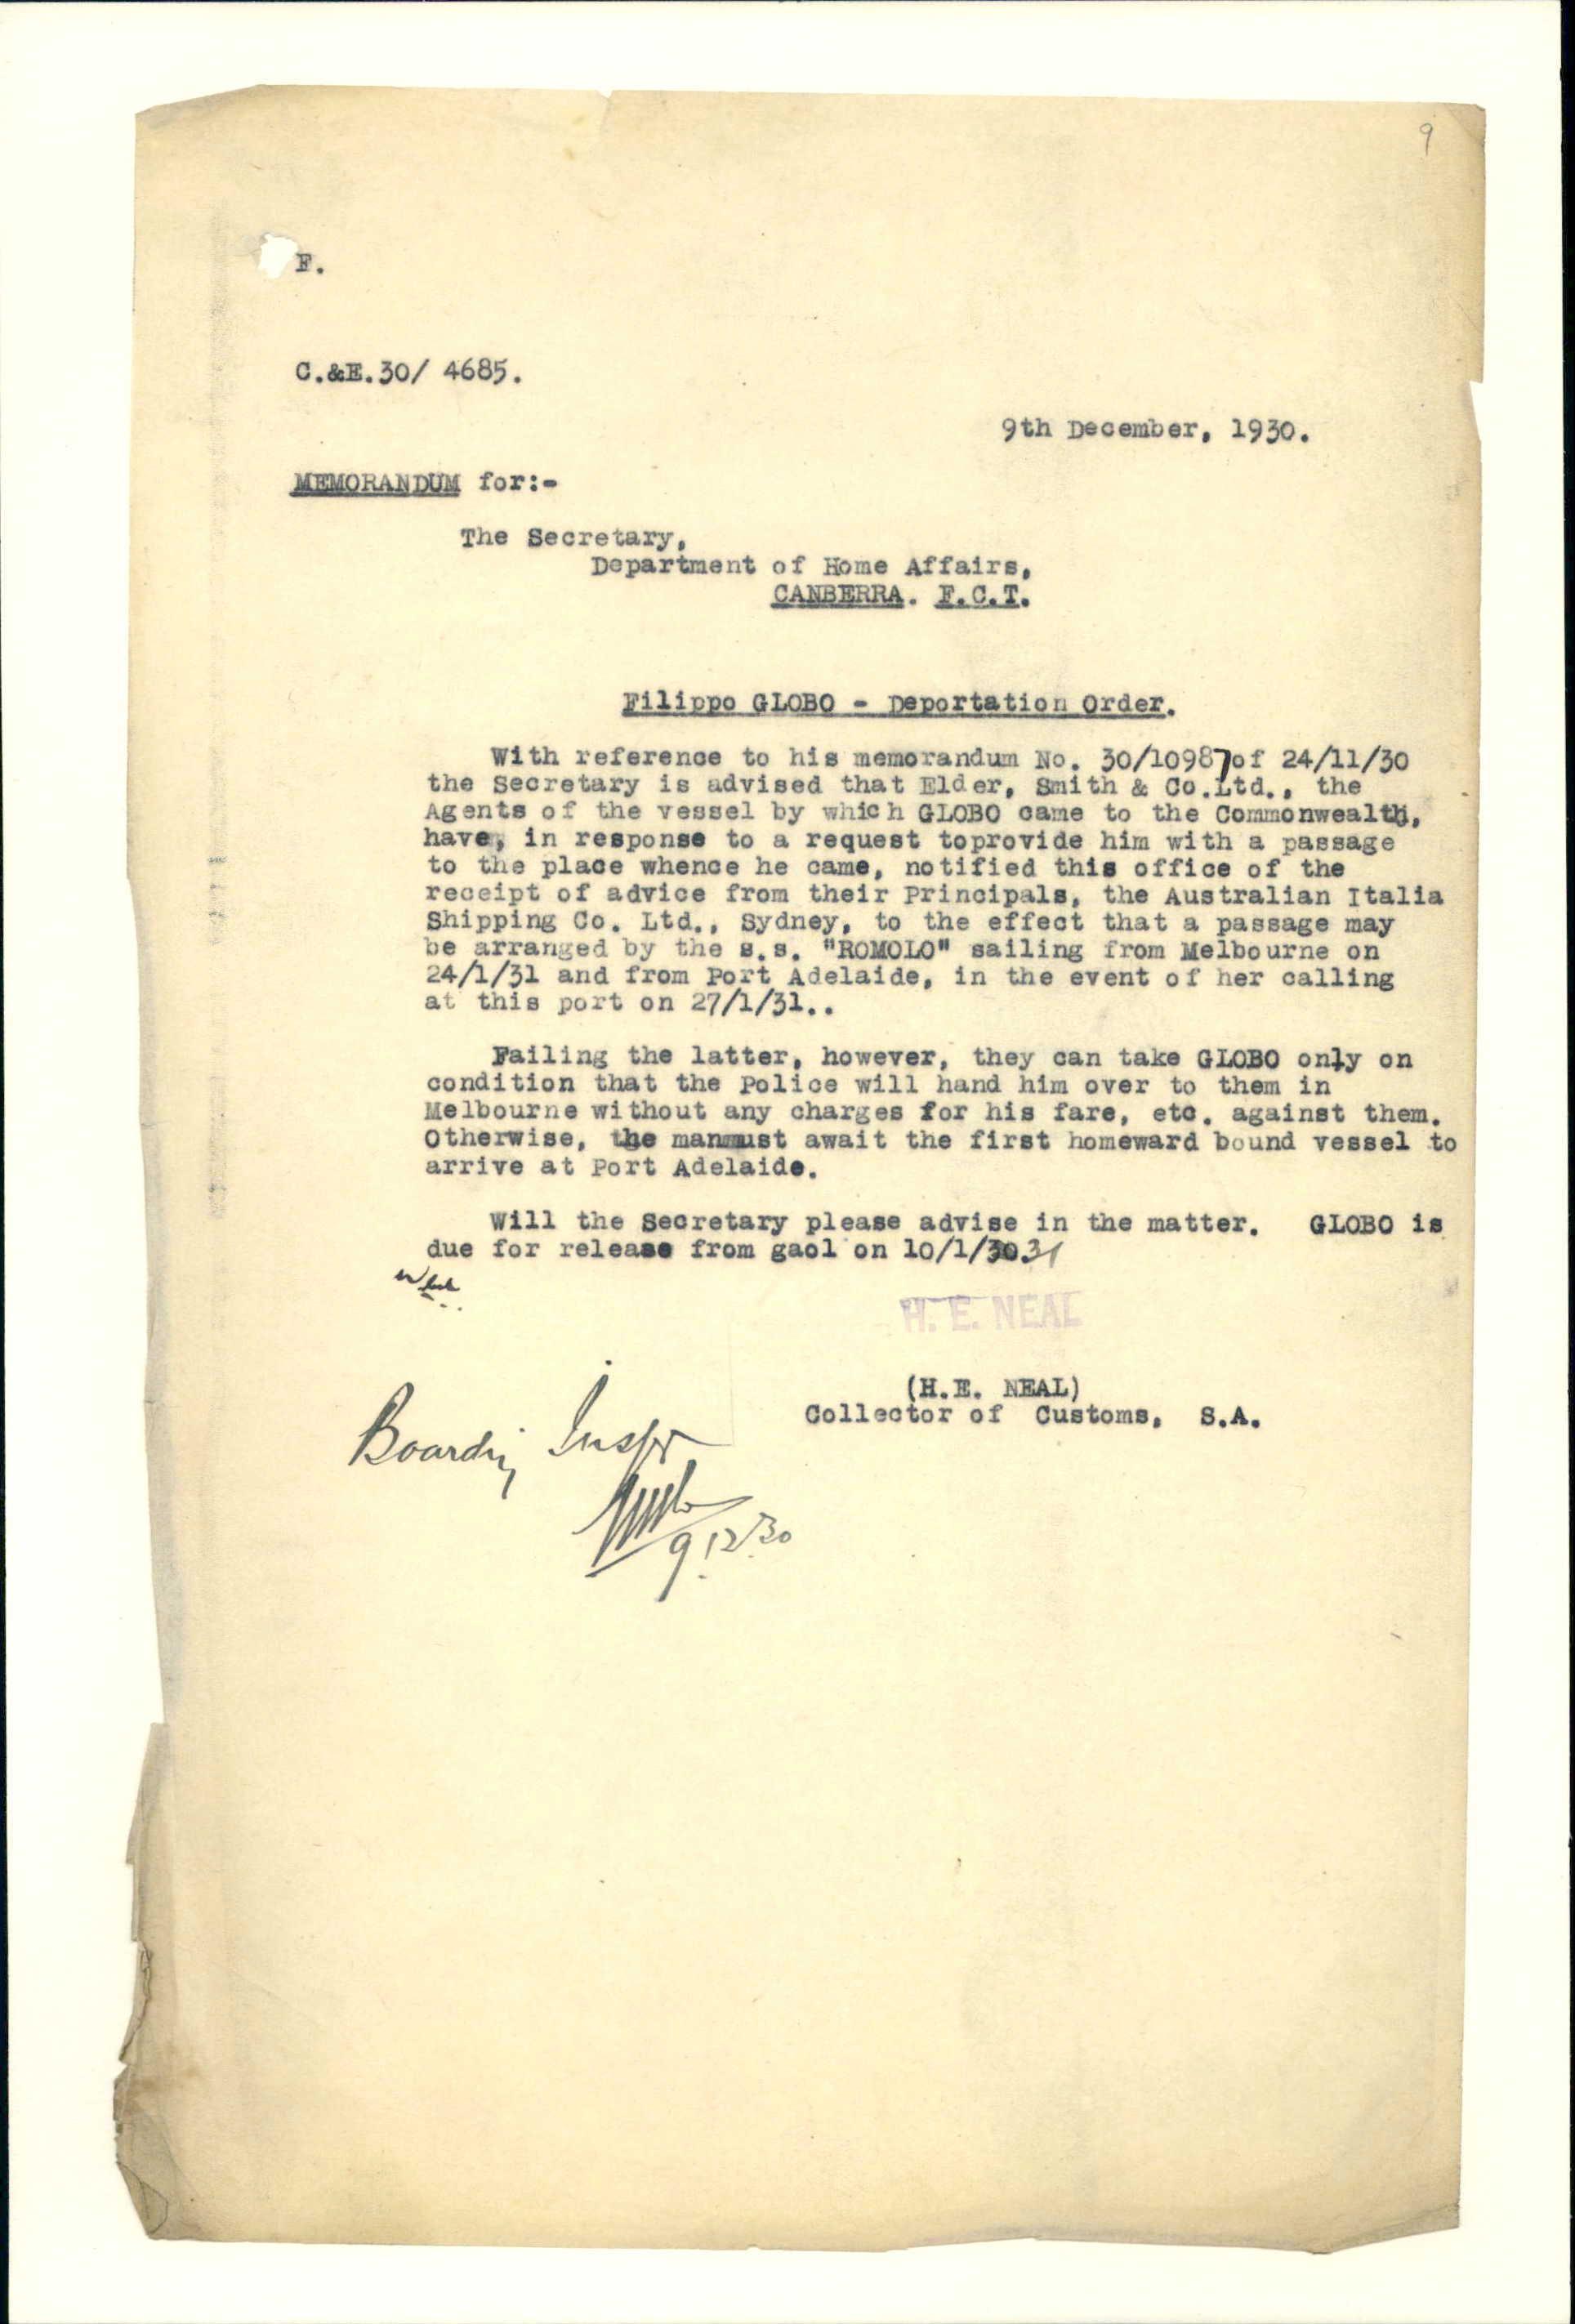 9
F.
C.&E.30/ 4685.
9th December, 1930.
MEMORANDUM for:-
The Secretary,
Department of Home Affairs,
CANBERRA. F.C.T.
Filippo GLOBO - Deportation Order.
With reference to his memorandum No. 30/10987 of 24/11/30
the Secretary is advised that Elder, Smith & Co.Ltd., the
Agents of the vessel by which GLOBO came to the Commonwealth,
have, in response to a request toprovide him with a passage
to the place whence he came, notified this office of the
receipt of advice from their Principals, the Australian Italia
Shipping Co. Ltd., Sydney, to the effect that a passage may
be arranged by the s.s. "ROMOLO" sailing from Melbourne on
24/1/31 and from Port Adelaide, in the event of her calling
at this port on 27/1/31..
Failing the latter, however, they can take GLOBO only on
condition that the Police will hand him over to them in
Melbourne without any charges for his fare, etc. against them.
Otherwise, the man must await the first homeward bound vessel to
arrive at Port Adelaide.
Will the Secretary please advise in the matter. GLOBO is
due for release from gaol on 10/1/30.31
H. E. NEAL
(H.E. NEAL)
Collector of Customs, S.A.
Boarding Inspr
9.12.30